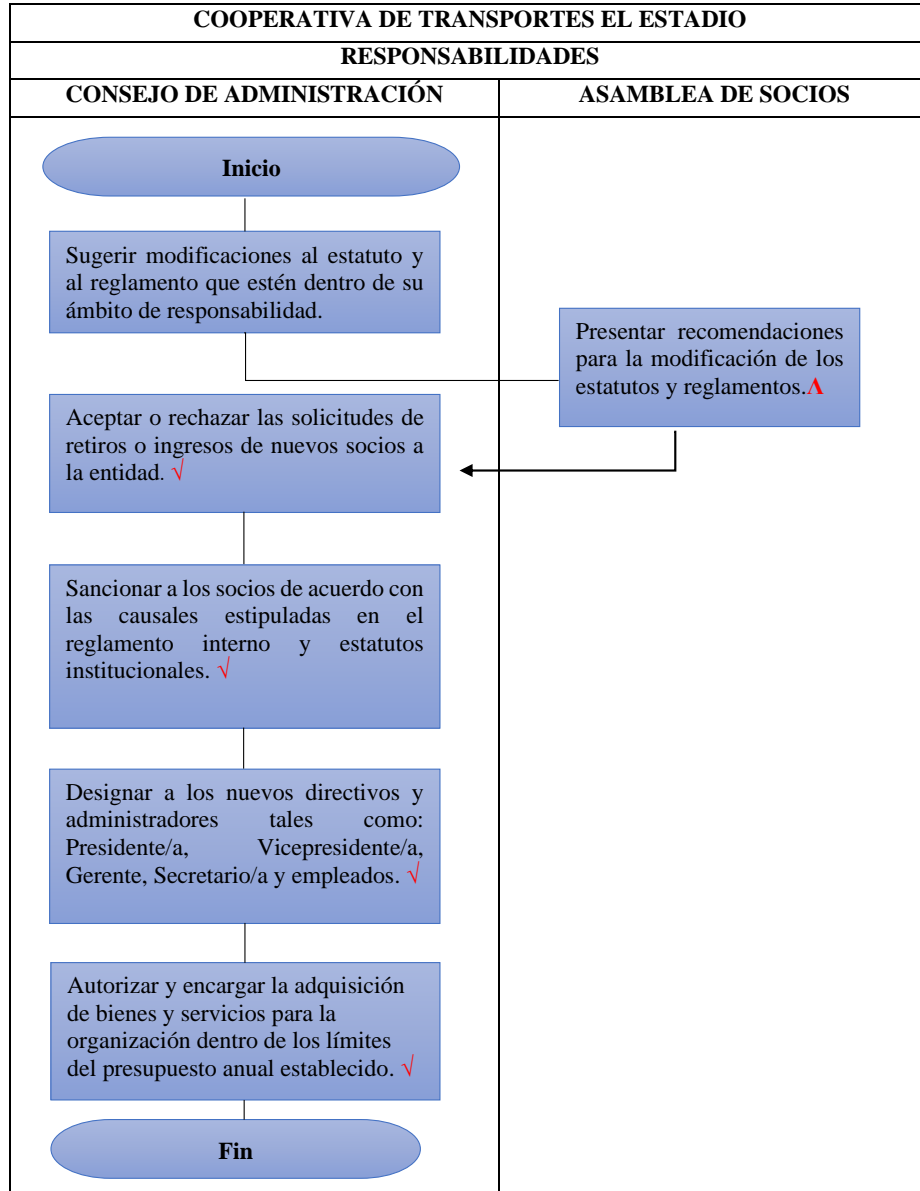 COOPERATIVA DE TRANSPORTES EL ESTADIO
RESPONSABILIDADES
CONSEJO DE ADMINISTRACIÓN
ASAMBLEA DE SOCIOS
Inicio
Sugerir modificaciones al estatuto y
al reglamento que estén dentro de su
ámbito de responsabilidad.
Presentar recomendaciones
para la modificación de los
estatutos y reglamentos.Λ
Aceptar o rechazar las solicitudes de
retiros o ingresos de nuevos socios a
la entidad. √
Sancionar a los socios de acuerdo con
las causales estipuladas en el
reglamento interno y estatutos
institucionales. √
Designar a los nuevos directivos y
administradores tales como:
Presidente/a, Vicepresidente/a,
Gerente, Secretario/a y empleados. √
Autorizar y encargar la adquisición
de bienes y servicios para la
organización dentro de los límites
del presupuesto anual establecido. √
Fin